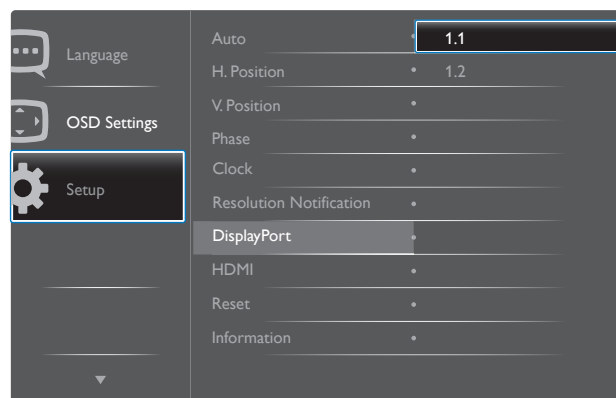 Language
OSD Settings
Setup
Auto
H. Position
V. Position
Phase
Clock
Resolution Notification
DisplayPort
HDMI
Reset
Information
1.1
1.2